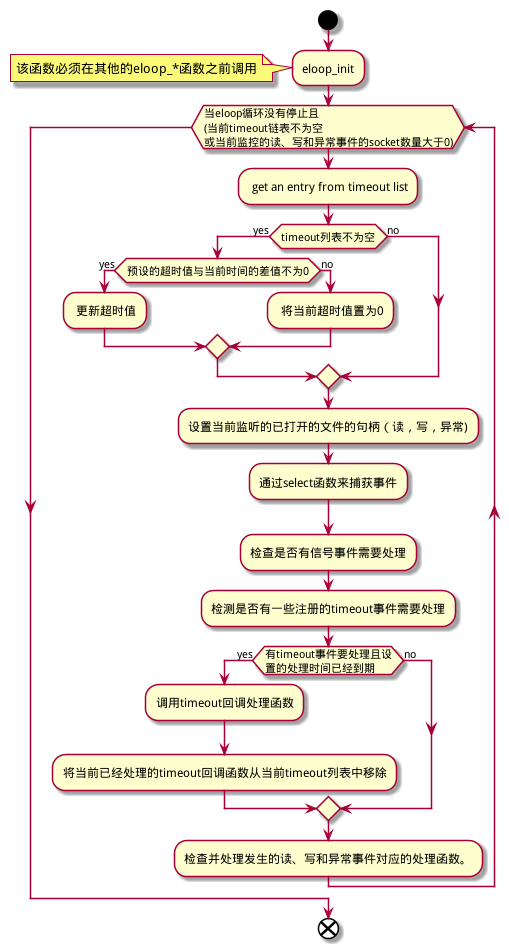 该函数必须在其他的eloop_*函数之前调用
eloop_init
当eloop循环没有停止且
(当前timeout链表不为空
或当前监控的读、写和异常事件的socket数量大于0)
get an entry from timeout list
yes
timeout列表不为空
no
yes
预设的超时值与当前时间的差值不为0
no
更新超时值
将当前超时值置为0
设置当前监听的已打开的文件的句柄（读，写，异常)
通过select函数来捕获事件
检查是否有信号事件需要处理
检测是否有一些注册的timeout事件需要处理
yes
有timeout事件要处理且设
置的处理时间已经到期
no
调用timeout回调处理函数
将当前已经处理的timeout回调函数从当前timeout列表中移除
检查并处理发生的读、写和异常事件对应的处理函数。